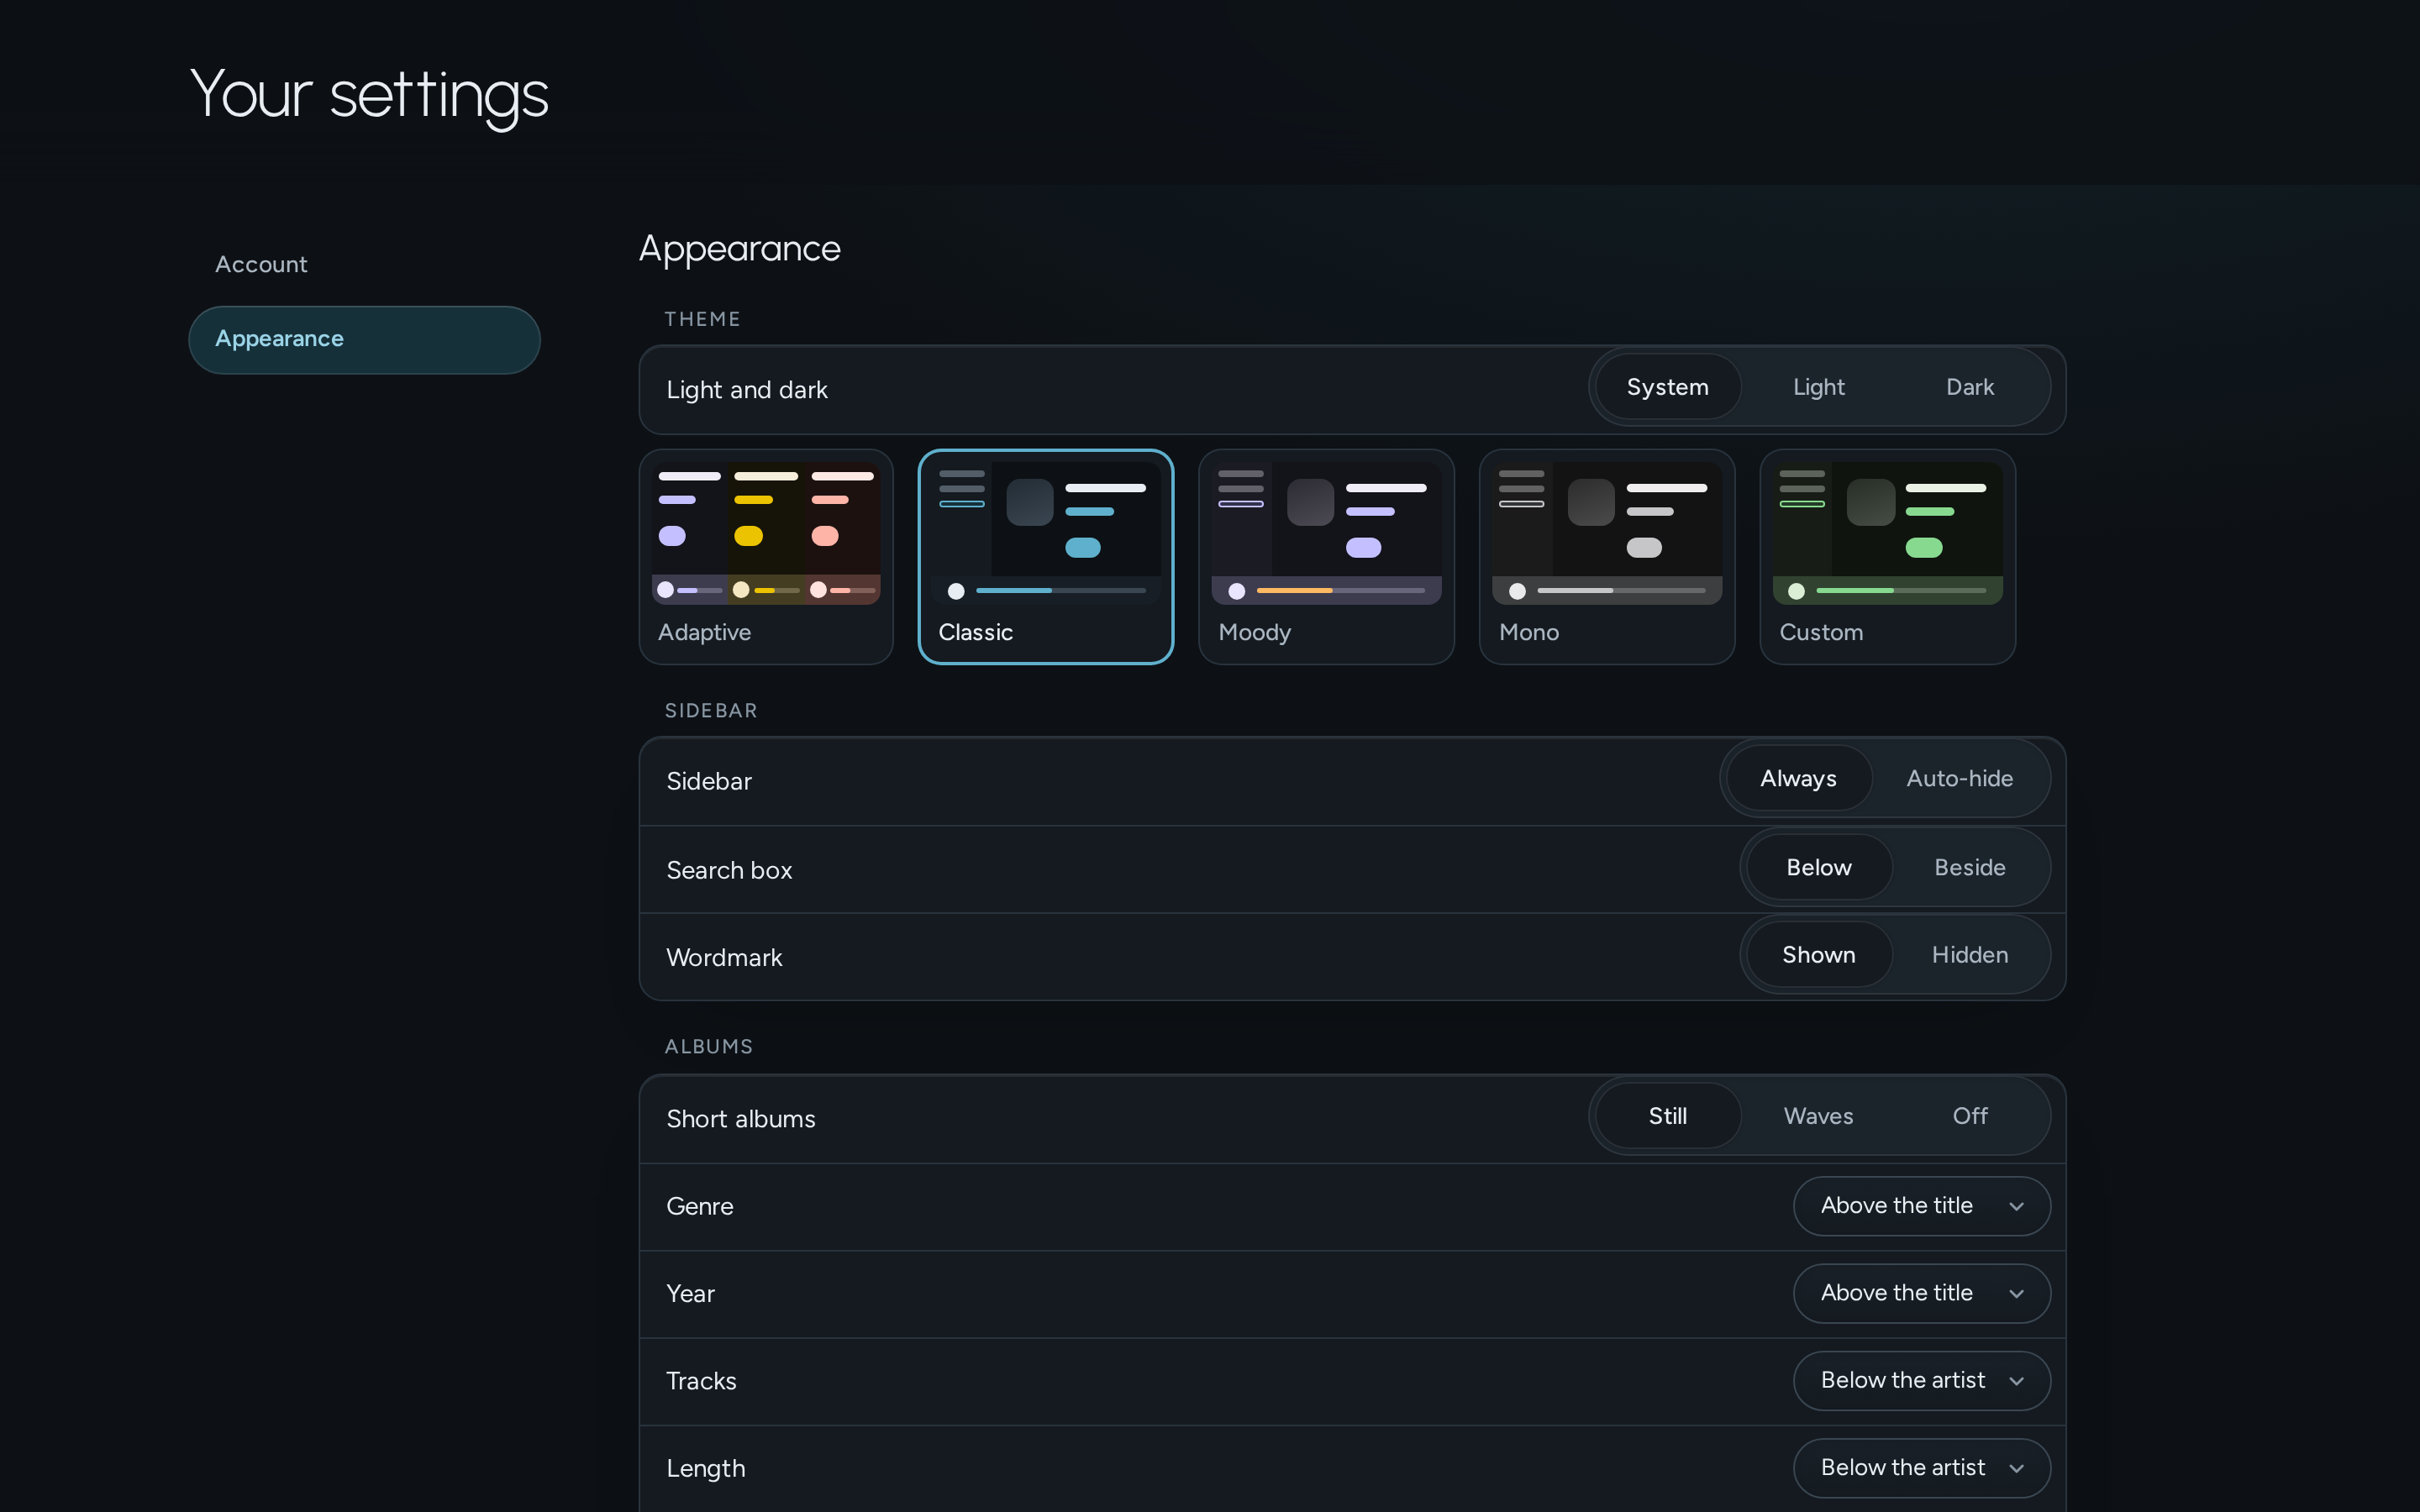 Your settings
Account
Appearance
Appearance
THEME
Light and dark
System Light Dark
Adaptive Classic Moody Mono Custom
SIDEBAR
Sidebar
Always Auto-hide
Search box
Below Beside
Wordmark
Shown Hidden
ALBUMS
Short albums
Still Waves Off
Genre
Above the title
Year
Above the title
Tracks
Below the artist
Length
Below the artist